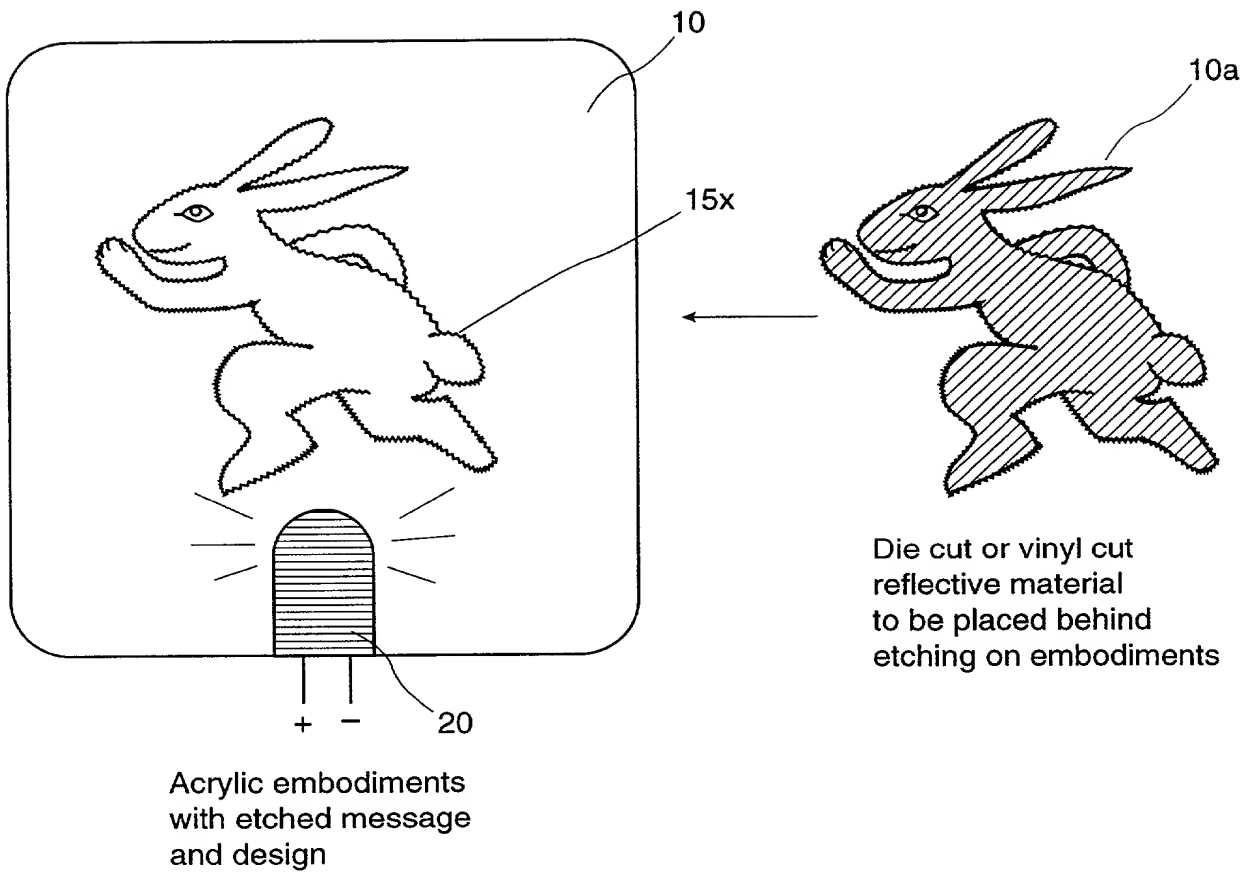 10
10a
15x
Die cut or vinyl cut
reflective material
to be placed behind
etching on embodiments
+ −
20
Acrylic embodiments
with etched message
and design